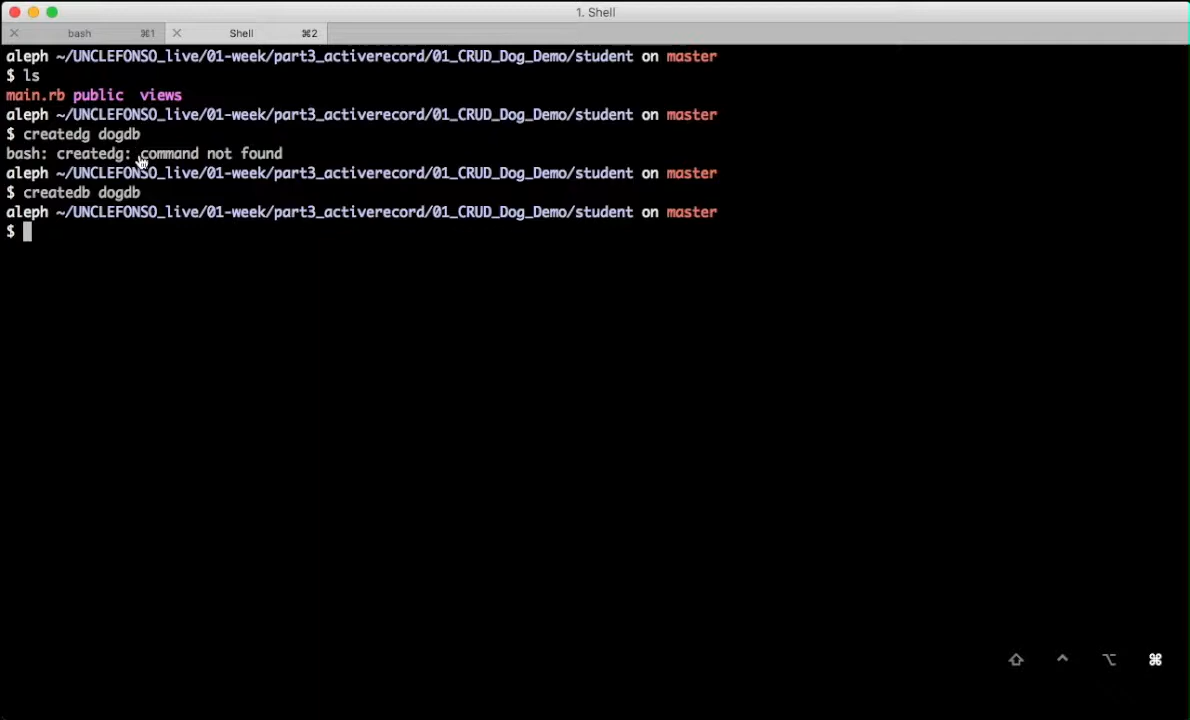 1. Shell
bash ⌘1 Shell ⌘2
aleph ~/UNCLEFONSO_live/01-week/part3_activerecord/01_CRUD_Dog_Demo/student on master
$ ls
main.rb public views
aleph ~/UNCLEFONSO_live/01-week/part3_activerecord/01_CRUD_Dog_Demo/student on master
$ createdg dogdb
bash: createdg: command not found
aleph ~/UNCLEFONSO_live/01-week/part3_activerecord/01_CRUD_Dog_Demo/student on master
$ createdb dogdb
aleph ~/UNCLEFONSO_live/01-week/part3_activerecord/01_CRUD_Dog_Demo/student on master
$